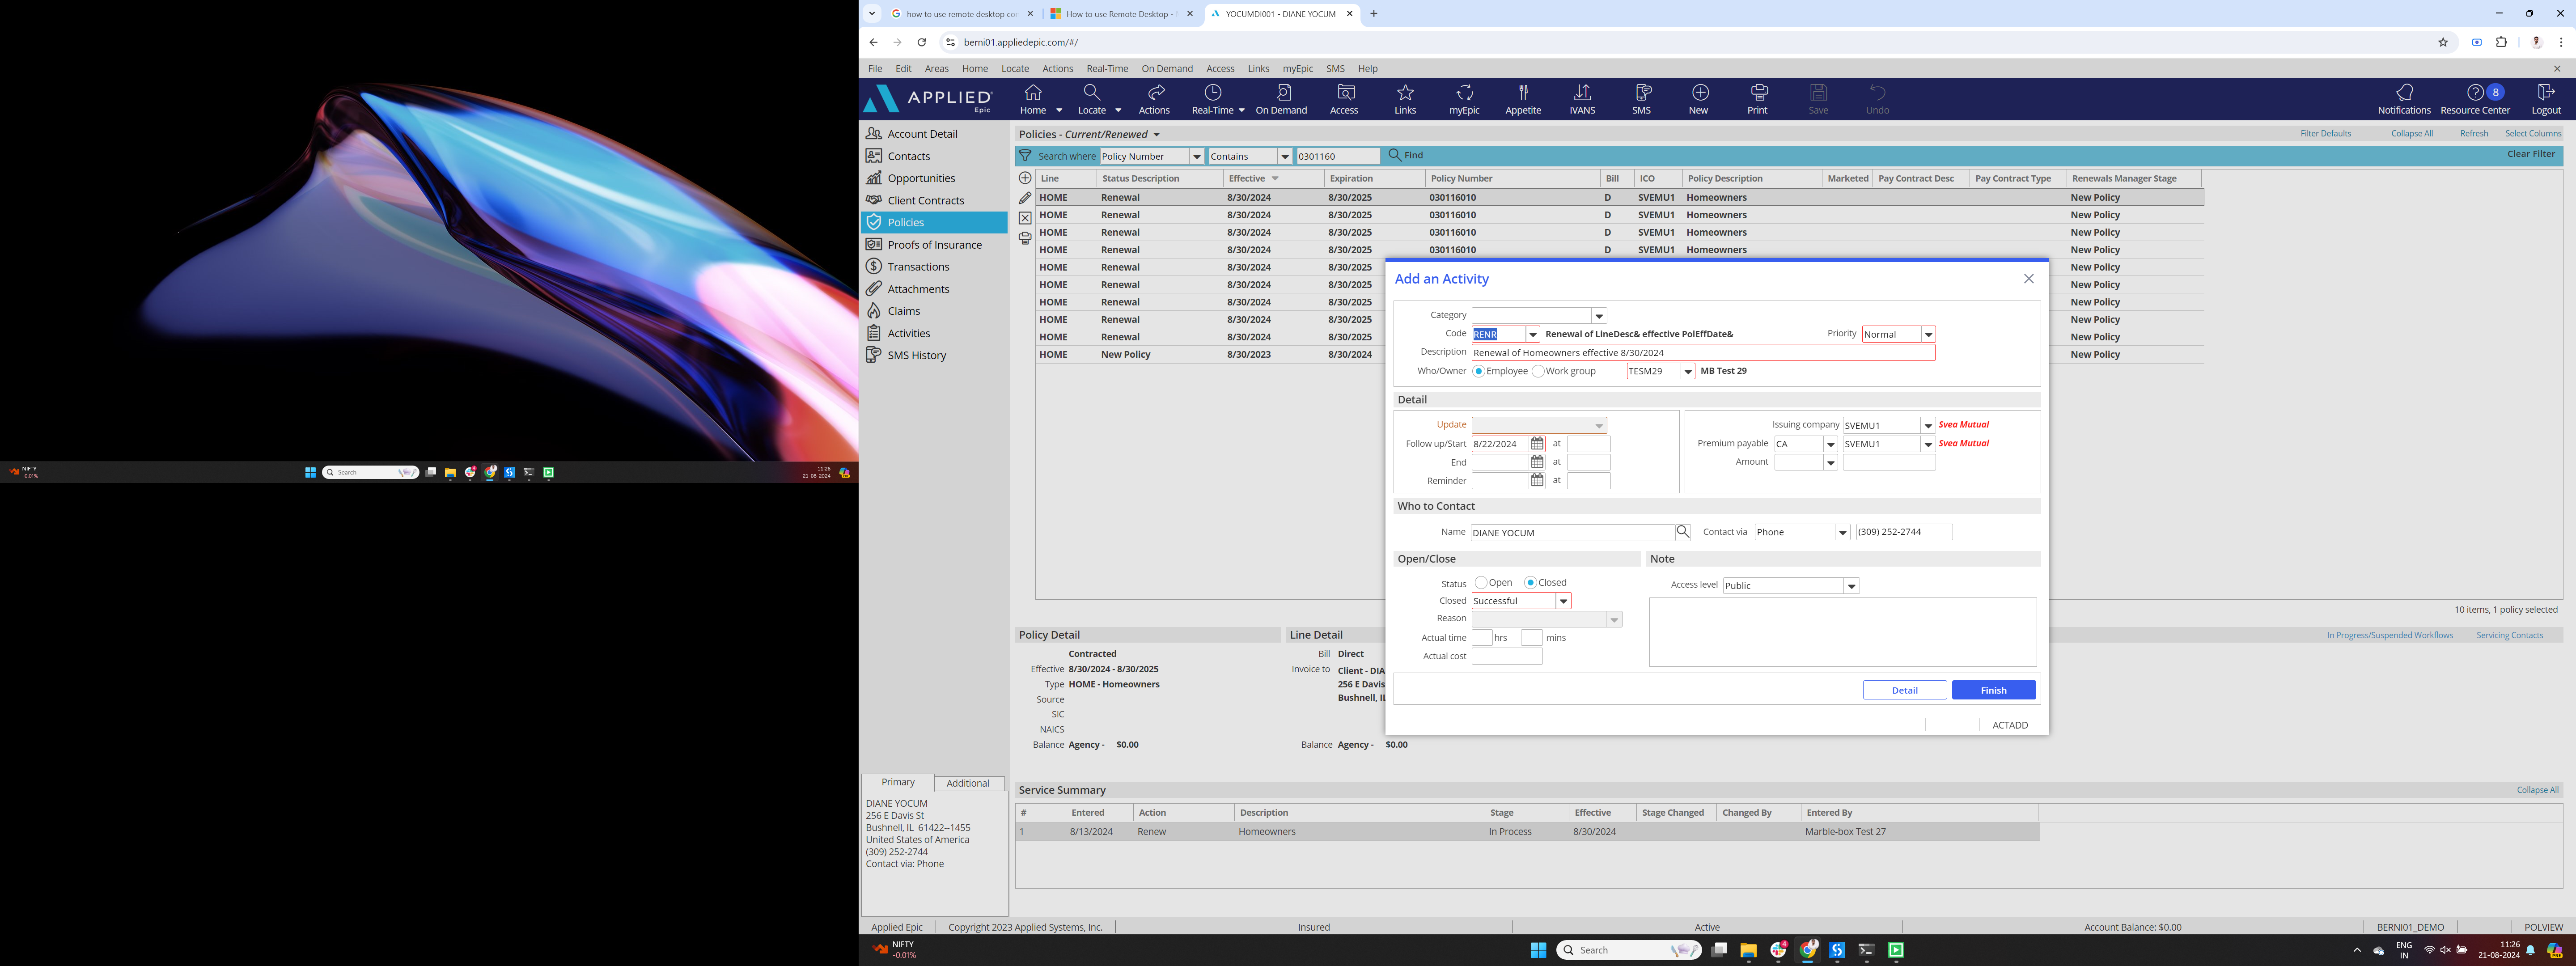 how to use remote desktop co
How to use Remote Desktop -
YOCUMDI001 - DIANE YOCUM
berni01.appliedepic.com/#/
File Edit Areas Home Locate Actions Real-Time On Demand Access Links myEpic SMS Help
APPLIED Epic
Home Locate Actions Real-Time On Demand Access Links myEpic Appetite IVANS SMS New Print Save Undo
Notifications Resource Center 8 Logout
Account Detail
Contacts
Opportunities
Client Contracts
Policies
Proofs of Insurance
Transactions
Attachments
Claims
Activities
SMS History
Policies - Current/Renewed
Filter Defaults Collapse All Refresh Select Columns
Search where Policy Number Contains 0301160 Find Clear Filter
Line Status Description Effective Expiration Policy Number Bill ICO Policy Description Marketed Pay Contract Desc Pay Contract Type Renewals Manager Stage
HOME Renewal 8/30/2024 8/30/2025 030116010 D SVEMU1 Homeowners New Policy
HOME Renewal 8/30/2024 8/30/2025 030116010 D SVEMU1 Homeowners New Policy
HOME Renewal 8/30/2024 8/30/2025 030116010 D SVEMU1 Homeowners New Policy
HOME Renewal 8/30/2024 8/30/2025 030116010 D SVEMU1 Homeowners New Policy
HOME Renewal 8/30/2024 8/30/2025 New Policy
HOME Renewal 8/30/2024 8/30/2025 New Policy
HOME Renewal 8/30/2024 8/30/2025 New Policy
HOME Renewal 8/30/2024 8/30/2025 New Policy
HOME Renewal 8/30/2024 8/30/2025 New Policy
HOME New Policy 8/30/2023 8/30/2024 New Policy
Add an Activity
Category
Code RENR Renewal of LineDesc& effective PolEffDate& Priority Normal
Description Renewal of Homeowners effective 8/30/2024
Who/Owner Employee Work group TESM29 MB Test 29
Detail
Update
Follow up/Start 8/22/2024 at
End at
Reminder at
Issuing company SVEMU1 Svea Mutual
Premium payable CA SVEMU1 Svea Mutual
Amount
Who to Contact
Name DIANE YOCUM Contact via Phone (309) 252-2744
Open/Close
Status Open Closed
Closed Successful
Reason
Actual time hrs mins
Actual cost
Note
Access level Public
Detail Finish
ACTADD
10 items, 1 policy selected
Policy Detail
Contracted
Effective 8/30/2024 - 8/30/2025
Type HOME - Homeowners
Source
SIC
NAICS
Balance Agency - $0.00
Line Detail
Bill Direct
Invoice to Client - DIA
256 E Davis
Bushnell, IL
Balance Agency - $0.00
In Progress/Suspended Workflows Servicing Contacts
Service Summary
Collapse All
# Entered Action Description Stage Effective Stage Changed Changed By Entered By
1 8/13/2024 Renew Homeowners In Process 8/30/2024 Marble-box Test 27
Primary Additional
DIANE YOCUM
256 E Davis St
Bushnell, IL 61422--1455
United States of America
(309) 252-2744
Contact via: Phone
Applied Epic Copyright 2023 Applied Systems, Inc. Insured Active Account Balance: $0.00 BERNI01_DEMO POLVIEW
NIFTY
-0.01%
Search
4
ENG
IN
11:26
21-08-2024
NIFTY
-0.01%
Search
11:26
21-08-2024